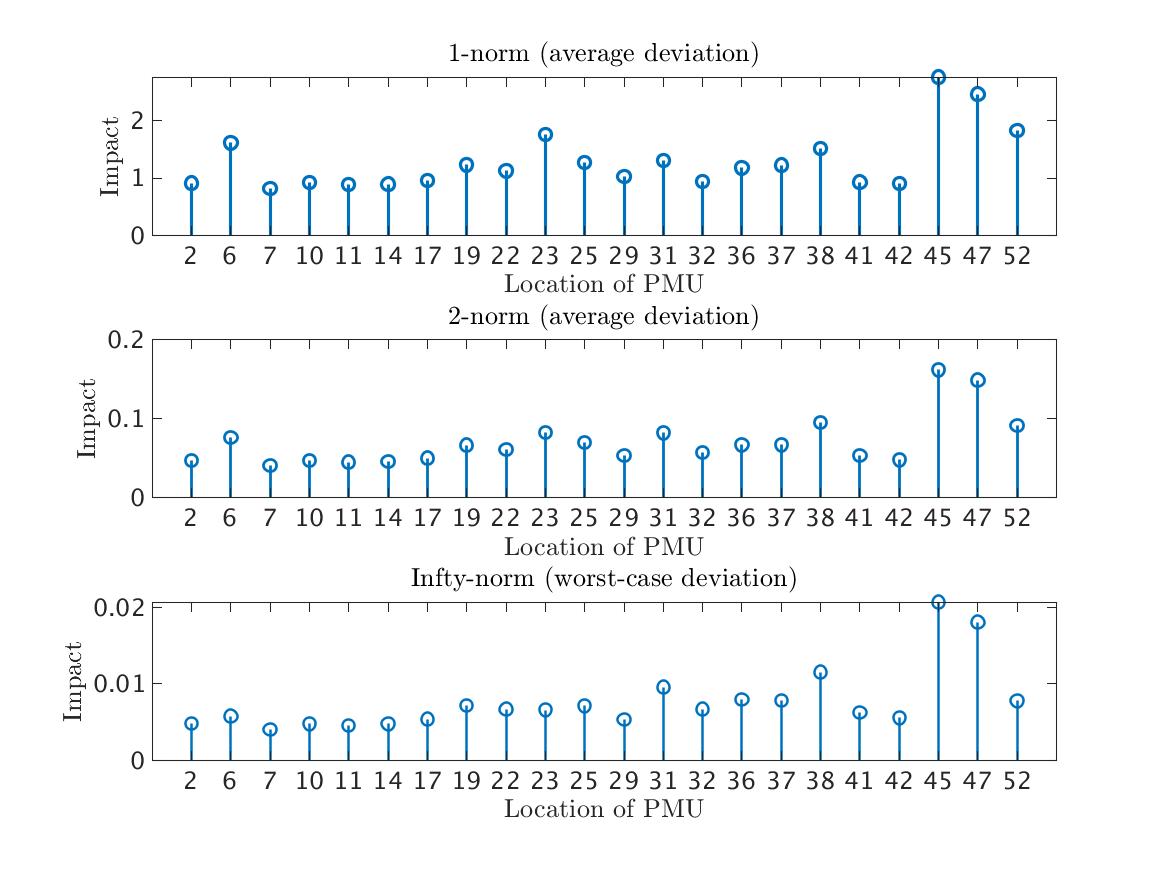 1-norm (average deviation)
2
1
0
Impact
2 6 7 10 11 14 17 19 22 23 25 29 31 32 36 37 38 41 42 45 47 52
Location of PMU
2-norm (average deviation)
0.2
0.1
0
Impact
2 6 7 10 11 14 17 19 22 23 25 29 31 32 36 37 38 41 42 45 47 52
Location of PMU
Infty-norm (worst-case deviation)
0.02
0.01
0
Impact
2 6 7 10 11 14 17 19 22 23 25 29 31 32 36 37 38 41 42 45 47 52
Location of PMU